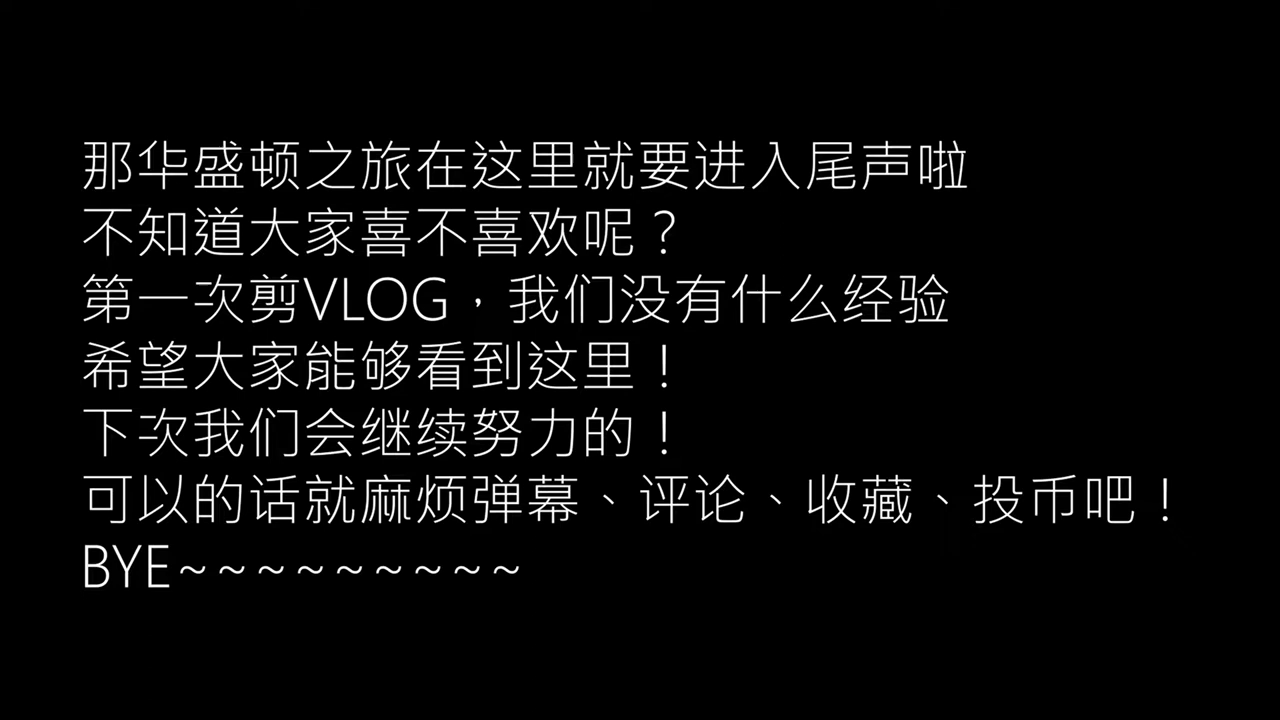 那华盛顿之旅在这里就要进入尾声啦
不知道大家喜不喜欢呢？
第一次剪VLOG，我们没有什么经验
希望大家能够看到这里！
下次我们会继续努力的！
可以的话就麻烦弹幕、评论、收藏、投币吧！
BYE~~~~~~~~~